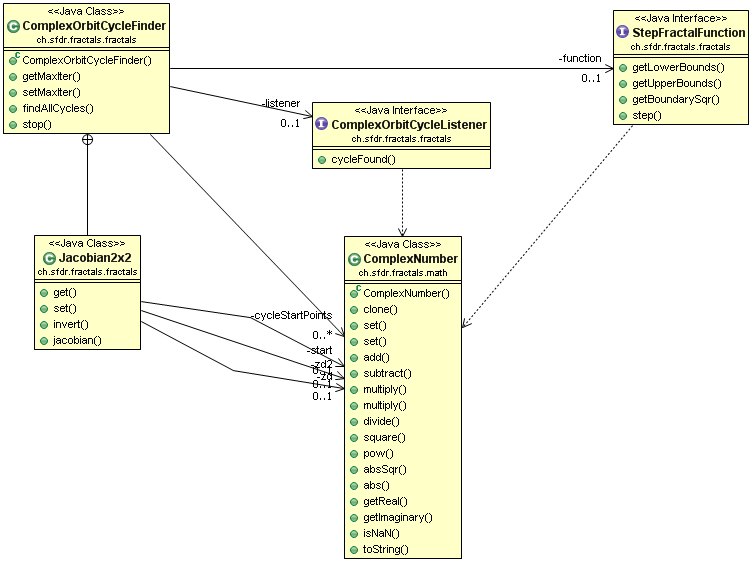 <<Java Class>>
ComplexOrbitCycleFinder
ch.sfdr.fractals.fractals
ComplexOrbitCycleFinder()
getMaxIter()
setMaxIter()
findAllCycles()
stop()
<<Java Interface>>
StepFractalFunction
ch.sfdr.fractals.fractals
getLowerBounds()
getUpperBounds()
getBoundarySqr()
step()
-function
0..1
-listener
0..1
<<Java Interface>>
ComplexOrbitCycleListener
ch.sfdr.fractals.fractals
cycleFound()
<<Java Class>>
Jacobian2x2
ch.sfdr.fractals.fractals
get()
set()
invert()
jacobian()
-cycleStartPoints
0..*
-start
-zd2
0..1
-zd
0..1
0..1
<<Java Class>>
ComplexNumber
ch.sfdr.fractals.math
ComplexNumber()
clone()
set()
set()
add()
subtract()
multiply()
multiply()
divide()
square()
pow()
absSqr()
abs()
getReal()
getImaginary()
isNaN()
toString()